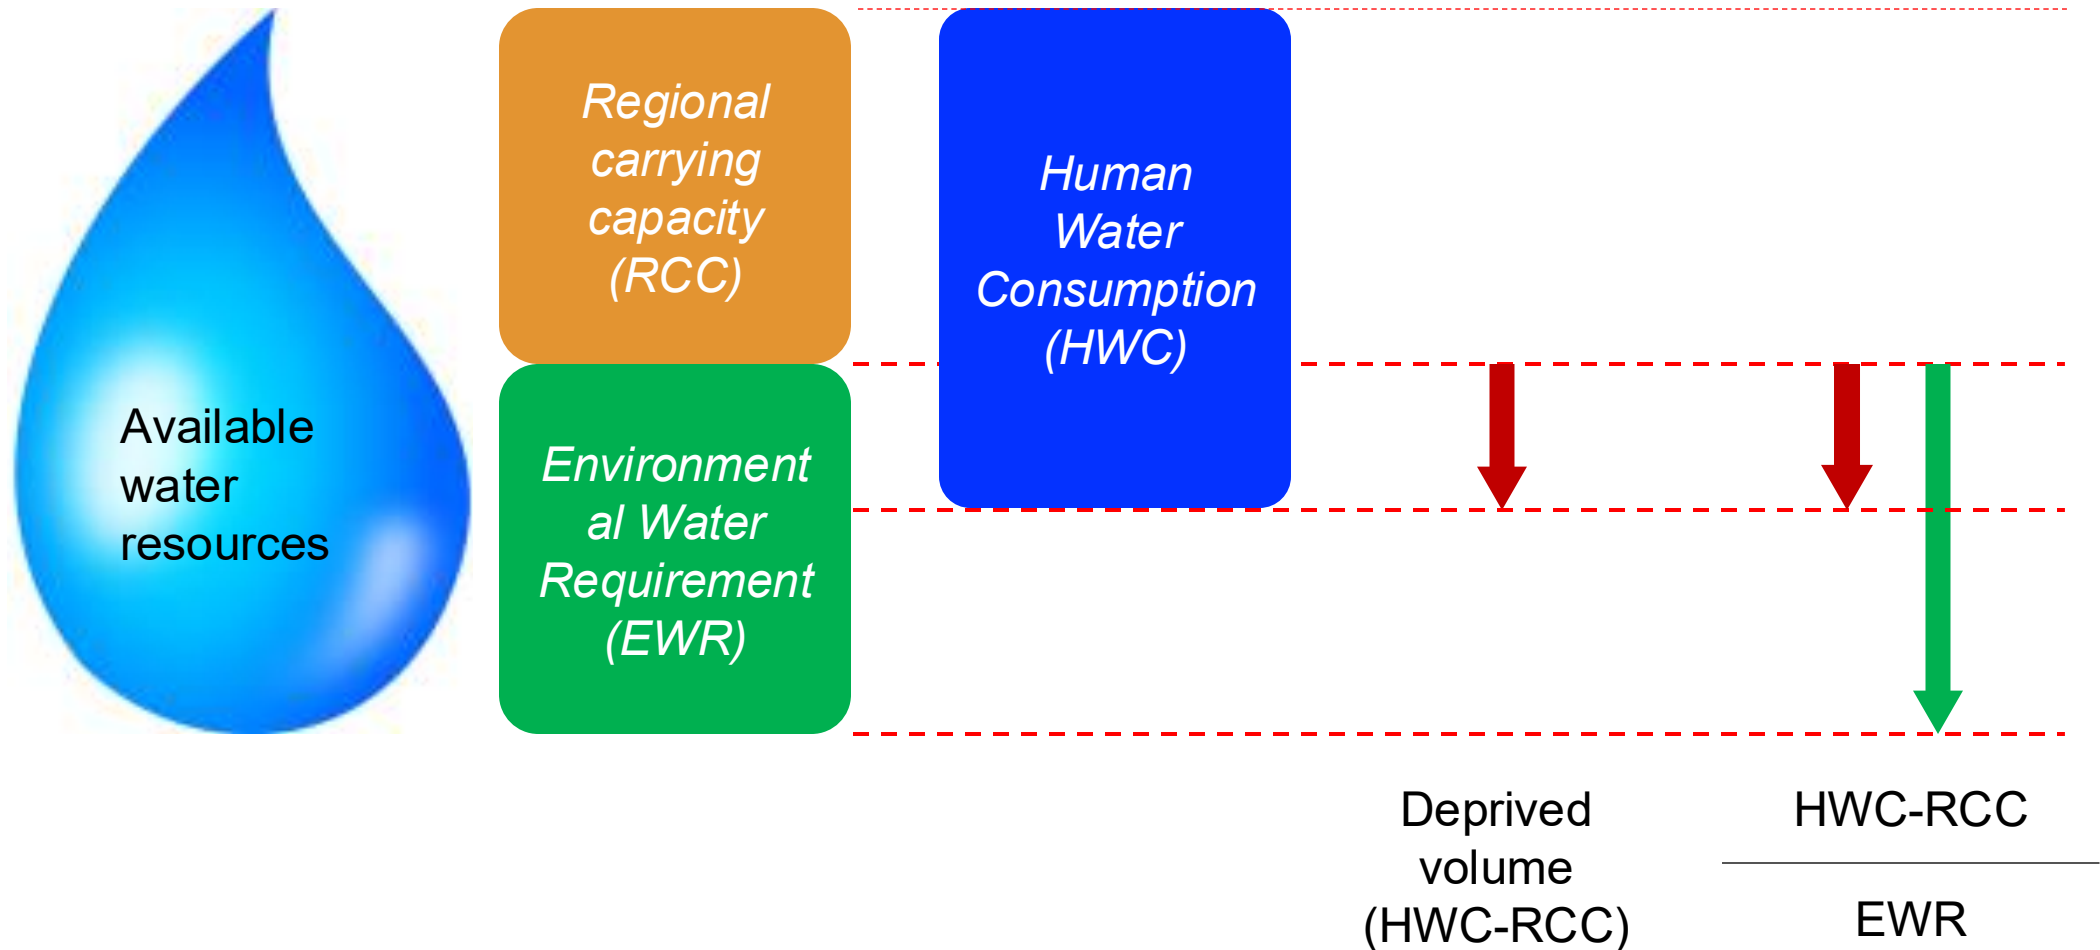 Available
water
resources
Regional
carrying
capacity
(RCC)
Environment
al Water
Requirement
(EWR)
Human
Water
Consumption
(HWC)
Deprived
volume
(HWC-RCC)
HWC-RCC
EWR